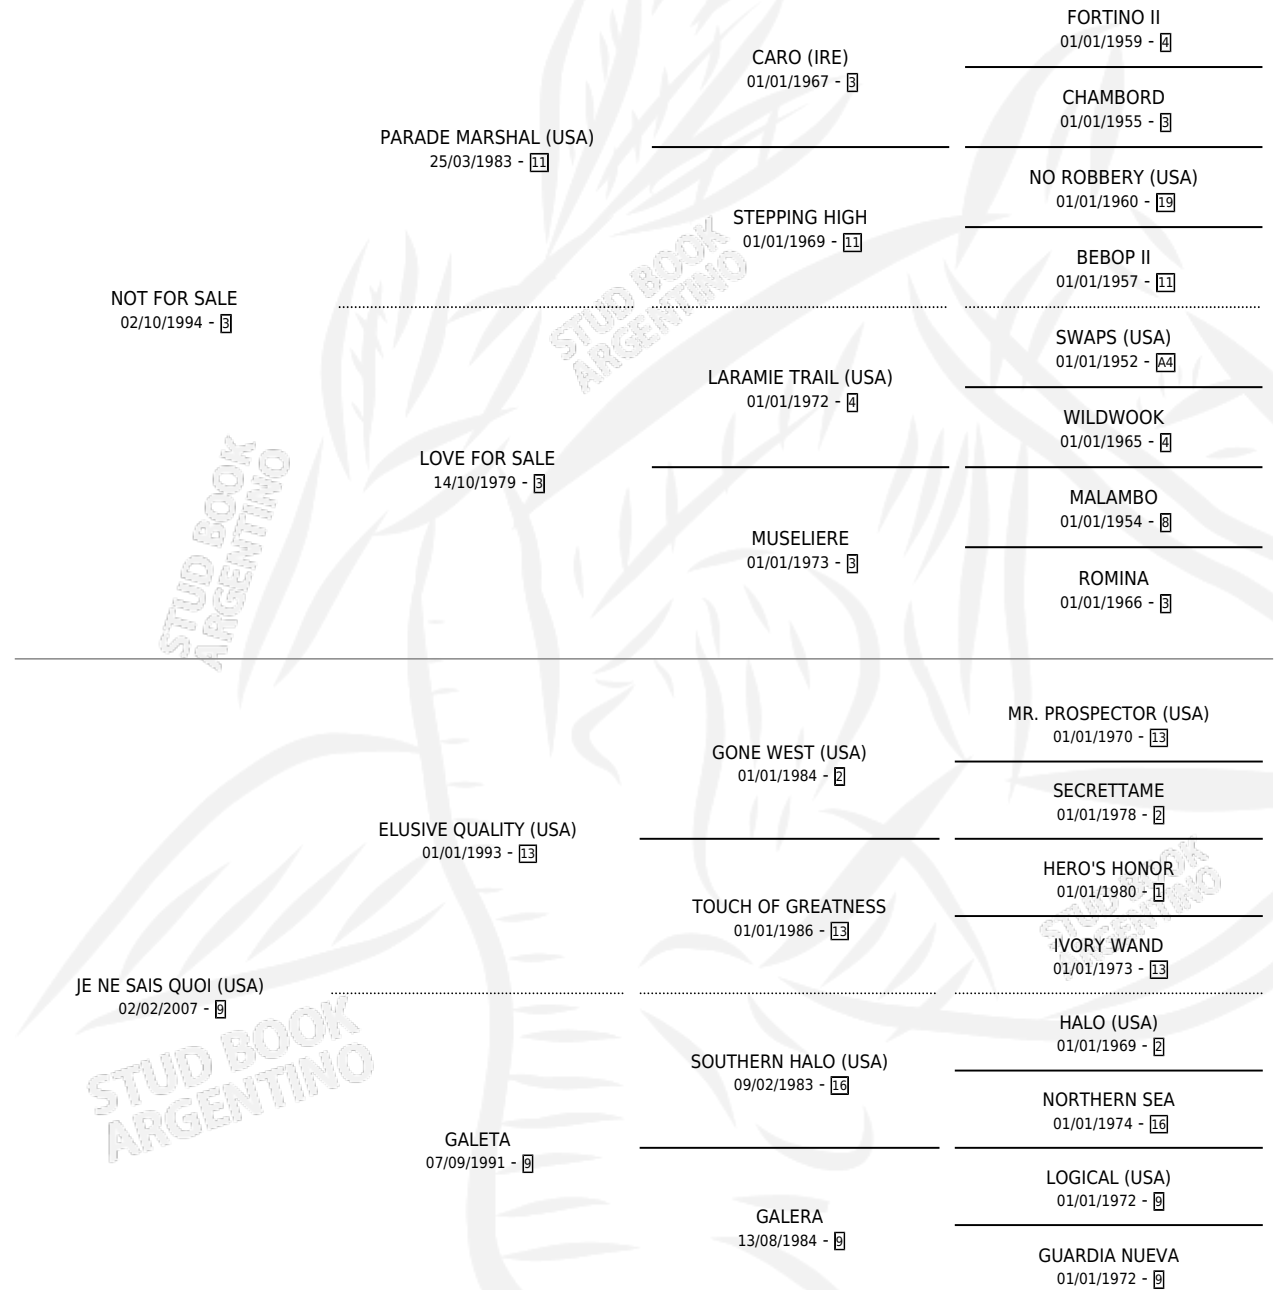 FORTINO II
01/01/1959 - 4
CARO (IRE)
01/01/1967 - 3
CHAMBORD
01/01/1955 - 3
PARADE MARSHAL (USA)
25/03/1983 - 11
NO ROBBERY (USA)
01/01/1960 - 19
STEPPING HIGH
01/01/1969 - 11
BEBOP II
01/01/1957 - 11
NOT FOR SALE
02/10/1994 - 3
SWAPS (USA)
01/01/1952 - A4
LARAMIE TRAIL (USA)
01/01/1972 - 4
WILDWOOK
01/01/1965 - 4
LOVE FOR SALE
14/10/1979 - 3
MALAMBO
01/01/1954 - 8
MUSELIERE
01/01/1973 - 3
ROMINA
01/01/1966 - 3
MR. PROSPECTOR (USA)
01/01/1970 - 13
GONE WEST (USA)
01/01/1984 - 2
SECRETTAME
01/01/1978 - 2
ELUSIVE QUALITY (USA)
01/01/1993 - 13
HERO'S HONOR
01/01/1980 - 1
TOUCH OF GREATNESS
01/01/1986 - 13
IVORY WAND
01/01/1973 - 13
JE NE SAIS QUOI (USA)
02/02/2007 - 9
HALO (USA)
01/01/1969 - 2
SOUTHERN HALO (USA)
09/02/1983 - 16
NORTHERN SEA
01/01/1974 - 16
GALETA
07/09/1991 - 9
LOGICAL (USA)
01/01/1972 - 9
GALERA
13/08/1984 - 9
GUARDIA NUEVA
01/01/1972 - 9
STUD BOOK
ARGENTINO
STUD BOOK
ARGENTINO
STUD BOOK
ARGENTINO
STUD BOOK
ARGENTINO